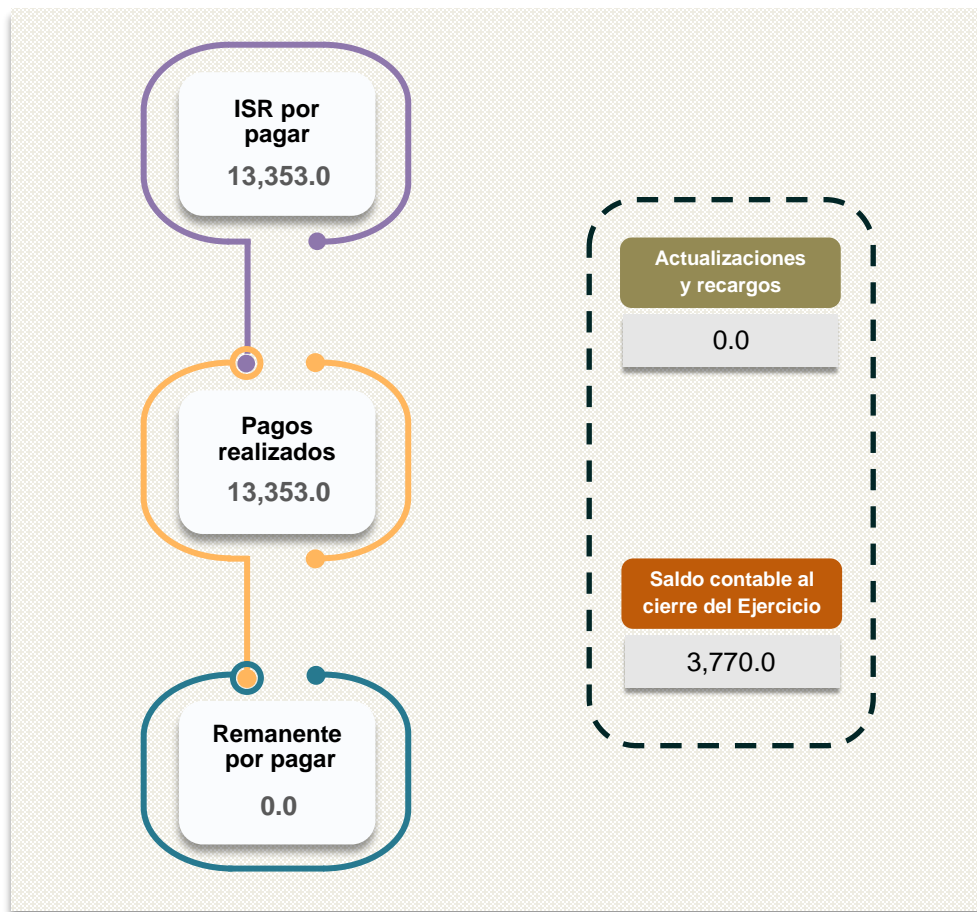 ISR por
pagar
13,353.0
Pagos
realizados
13,353.0
Remanente
por pagar
0.0
Actualizaciones
y recargos
0.0
Saldo contable al
cierre del Ejercicio
3,770.0